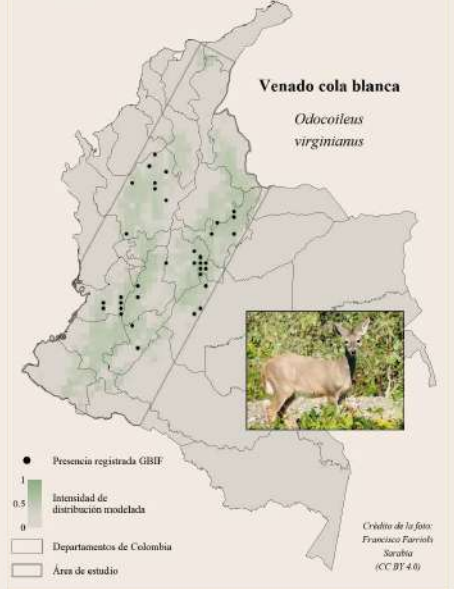 Venado cola blanca
Odocoileus
virginianus
Presencia registrada GBIF
1
0.5
0
Intensidad de
distribución modelada
Departamentos de Colombia
Área de estudio
Crédito de la foto:
Francisco Farriols
Sarabia
(CC BY 4.0)